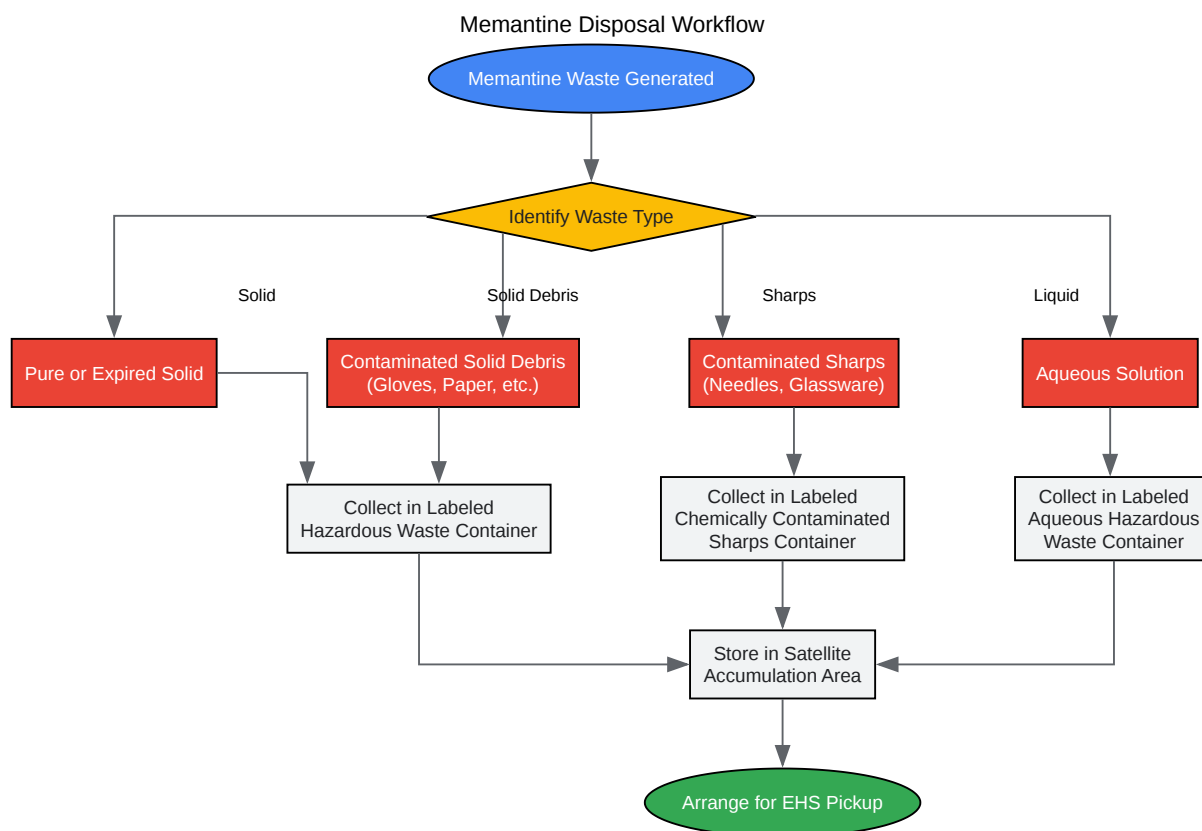 Memantine Disposal Workflow
Memantine Waste Generated
Identify Waste Type
Solid
Solid Debris
Sharps
Liquid
Pure or Expired Solid
Contaminated Solid Debris
(Gloves, Paper, etc.)
Contaminated Sharps
(Needles, Glassware)
Aqueous Solution
Collect in Labeled
Hazardous Waste Container
Collect in Labeled
Chemically Contaminated
Sharps Container
Collect in Labeled
Aqueous Hazardous
Waste Container
Store in Satellite
Accumulation Area
Arrange for EHS Pickup